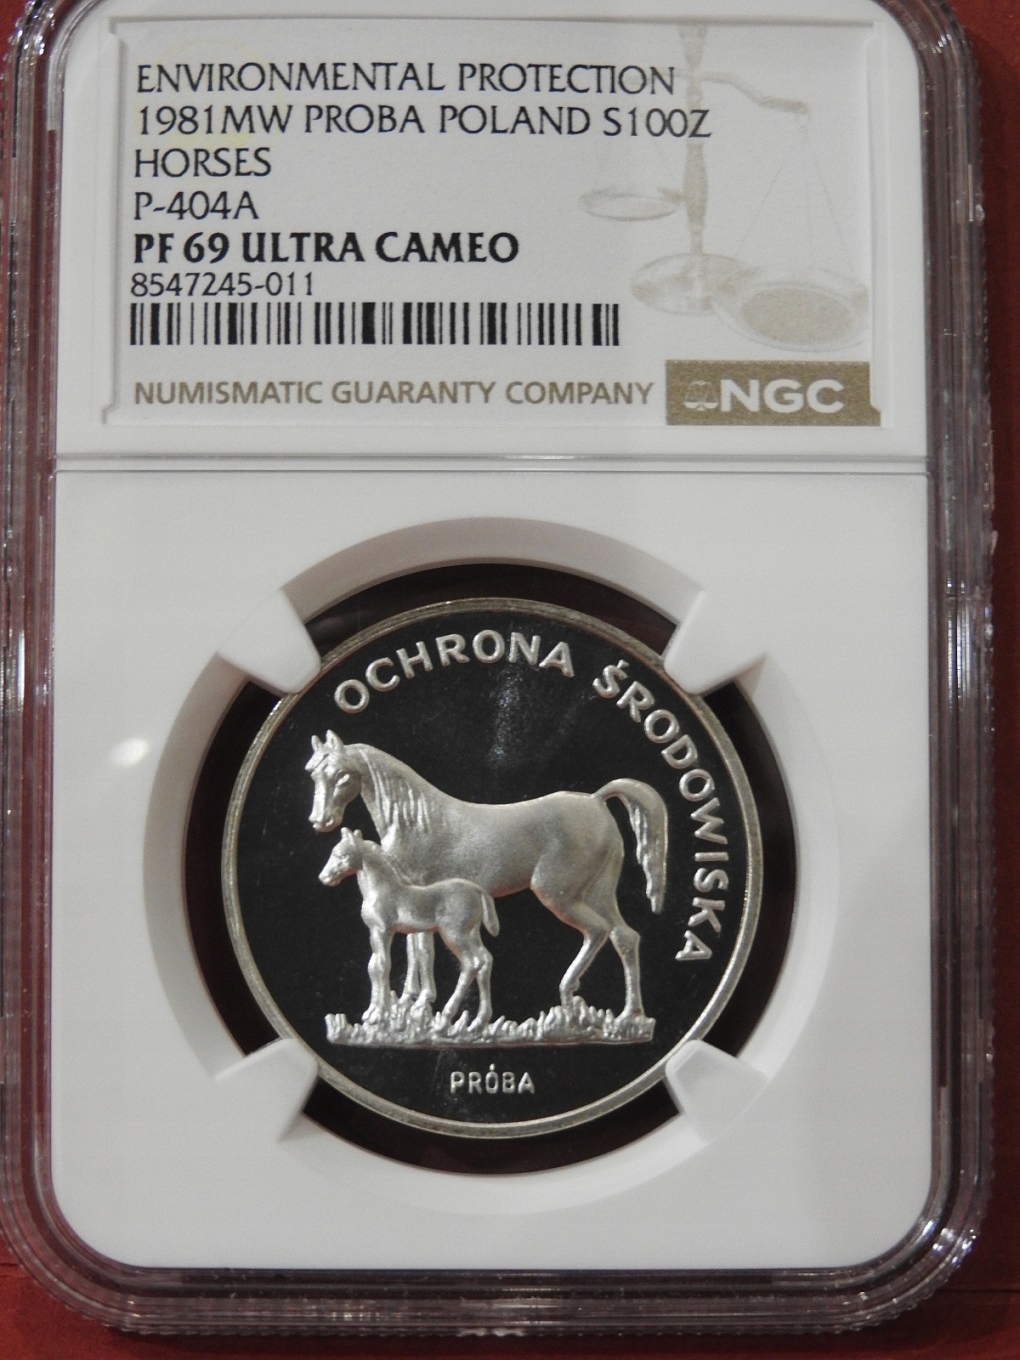 ENVIRONMENTAL PROTECTION
1981MW PROBA POLAND S100Z
HORSES
P-404A
PF 69 ULTRA CAMEO
8547245-011
NUMISMATIC GUARANTY COMPANY NGC
OCHRONA ŚRODOWISKA
PRÓBA